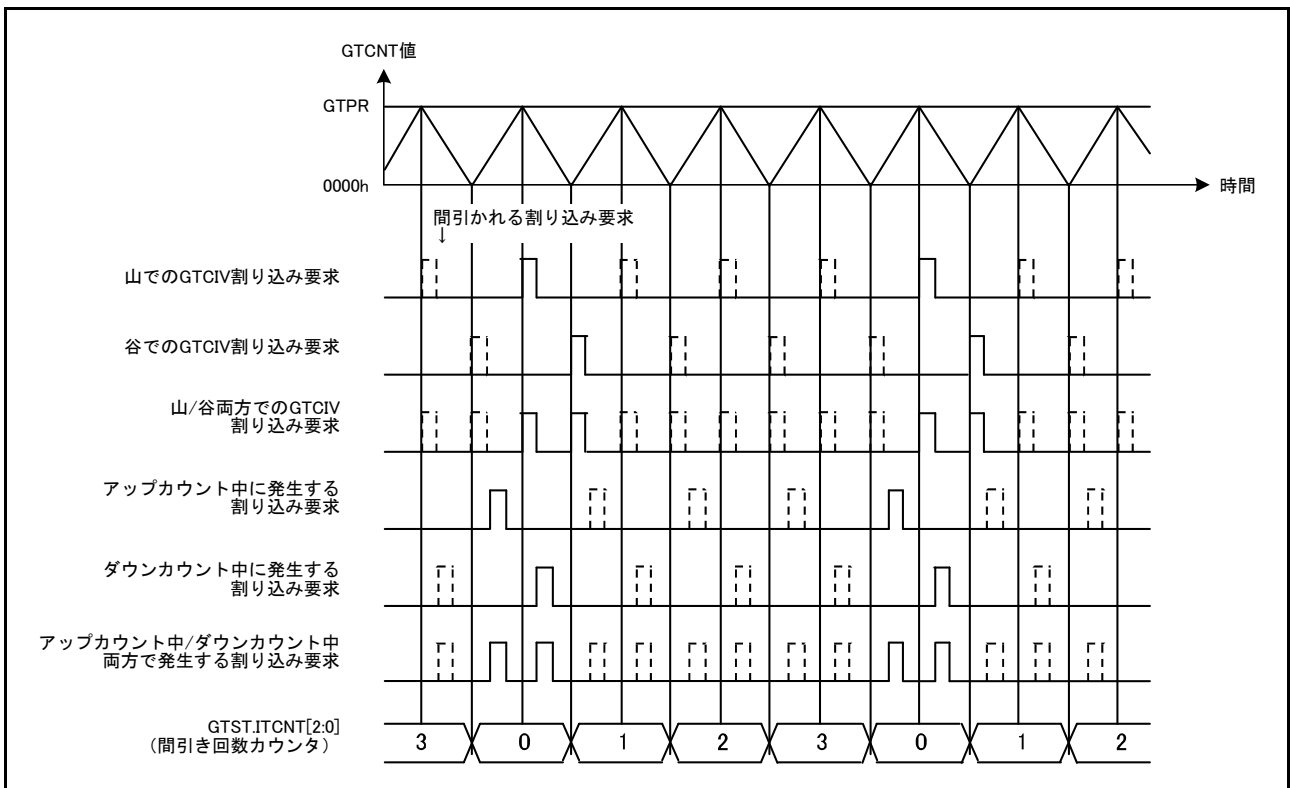 GTCNT値
GTPR
0000h
時間
間引かれる割り込み要求
↓
山でのGTCIV割り込み要求
谷でのGTCIV割り込み要求
山/谷両方でのGTCIV
割り込み要求
アップカウント中に発生する
割り込み要求
ダウンカウント中に発生する
割り込み要求
アップカウント中/ダウンカウント中
両方で発生する割り込み要求
GTST.ITCNT[2:0]
(間引き回数カウンタ)
3 0 1 2 3 0 1 2